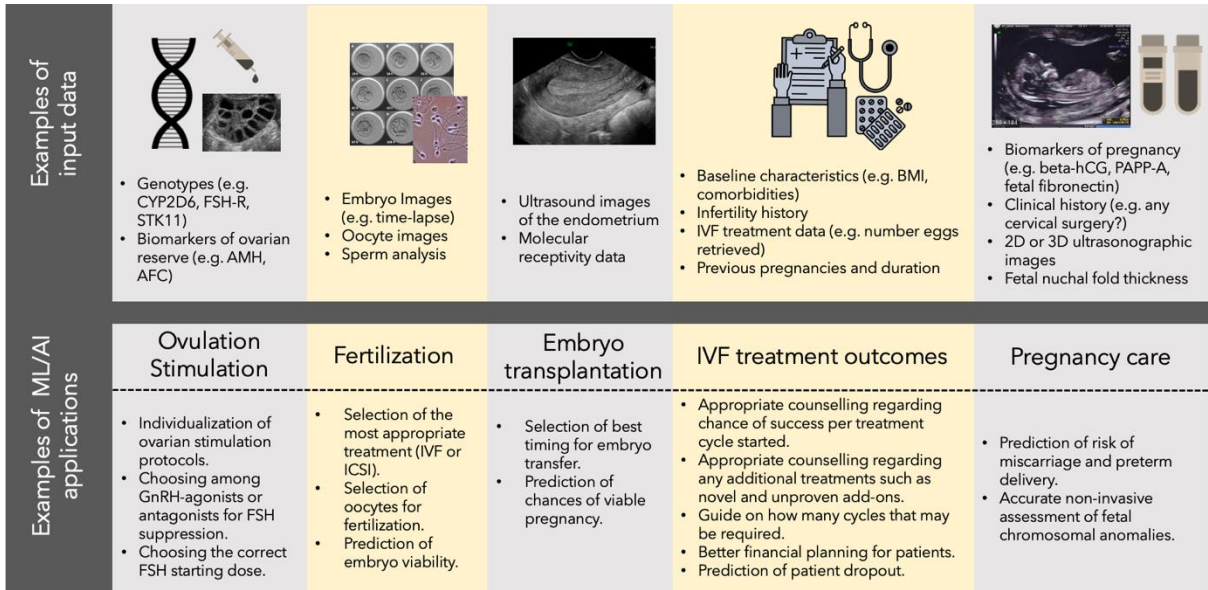 Examples of
input data
Genotypes (e.g.
CYP2D6, FSH-R,
STK11)
Biomarkers of ovarian
reserve (e.g. AMH,
AFC)
Embryo Images
(e.g. time-lapse)
Oocyte images
Sperm analysis
Ultrasound images
of the endometrium
Molecular
receptivity data
Baseline characteristics (e.g. BMI,
comorbidities)
Infertility history
IVF treatment data (e.g. number eggs
retrieved)
Previous pregnancies and duration
Biomarkers of pregnancy
(e.g. beta-hCG, PAPP-A,
fetal fibronectin)
Clinical history (e.g. any
cervical surgery?)
2D or 3D ultrasonographic
images
Fetal nuchal fold thickness
Examples of ML/AI
applications
Ovulation
Stimulation
Individualization of
ovarian stimulation
protocols.
Choosing among
GnRH-agonists or
antagonists for FSH
suppression.
Choosing the correct
FSH starting dose.
Fertilization
Selection of the
most appropriate
treatment (IVF or
ICSI).
Selection of
oocytes for
fertilization.
Prediction of
embryo viability.
Embryo
transplantation
Selection of best
timing for embryo
transfer.
Prediction of
chances of viable
pregnancy.
IVF treatment outcomes
Appropriate counselling regarding
chance of success per treatment
cycle started.
Appropriate counselling regarding
any additional treatments such as
novel and unproven add-ons.
Guide on how many cycles that may
be required.
Better financial planning for patients.
Prediction of patient dropout.
Pregnancy care
Prediction of risk of
miscarriage and preterm
delivery.
Accurate non-invasive
assessment of fetal
chromosomal anomalies.